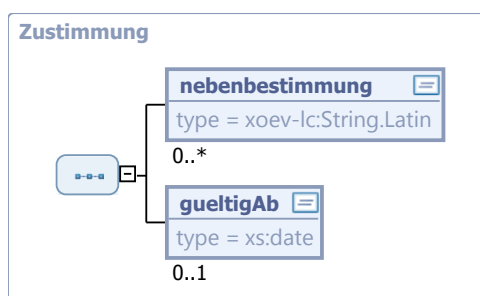 Zustimmung
nebenbestimmung
type = xoev-lc:String.Latin
0..*
gueltigAb
type = xs:date
0..1